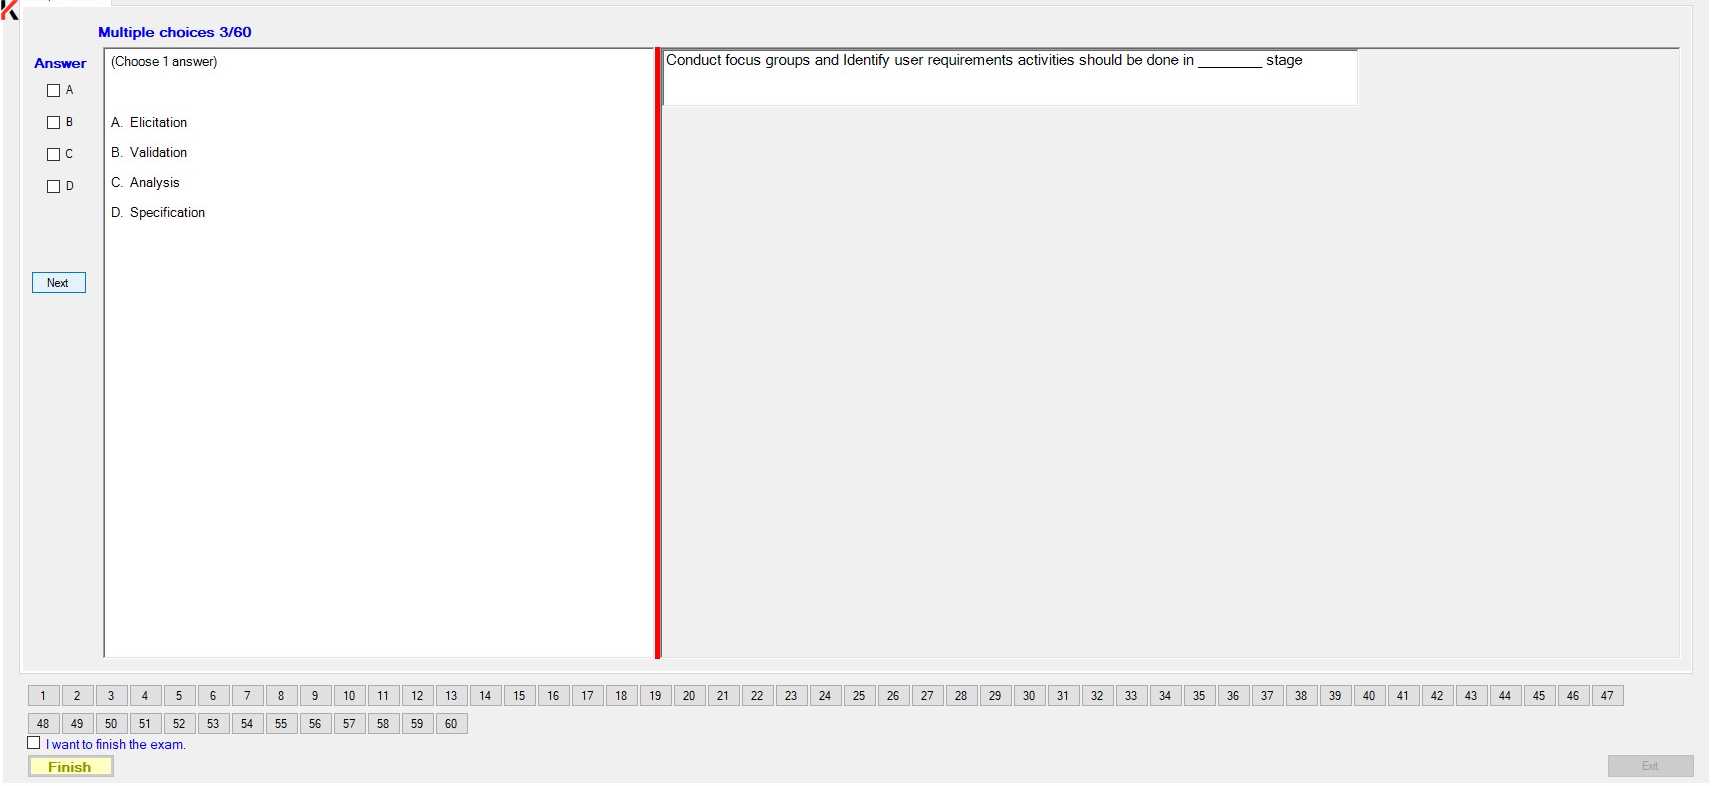 Multiple choices 3/60
Answer
A
B
C
D
Next
(Choose 1 answer)
A. Elicitation
B. Validation
C. Analysis
D. Specification
Conduct focus groups and Identify user requirements activities should be done in ________ stage
1 2 3 4 5 6 7 8 9 10 11 12 13 14 15 16 17 18 19 20 21 22 23 24 25 26 27 28 29 30 31 32 33 34 35 36 37 38 39 40 41 42 43 44 45 46 47
48 49 50 51 52 53 54 55 56 57 58 59 60
I want to finish the exam.
Finish
Exit